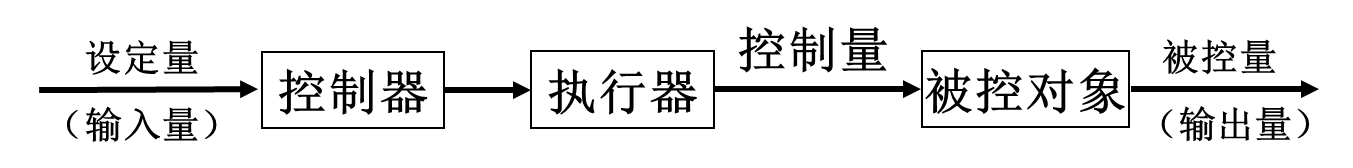 设定量
（输入量）
控制器
执行器
控制量
被控对象
被控量
（输出量）